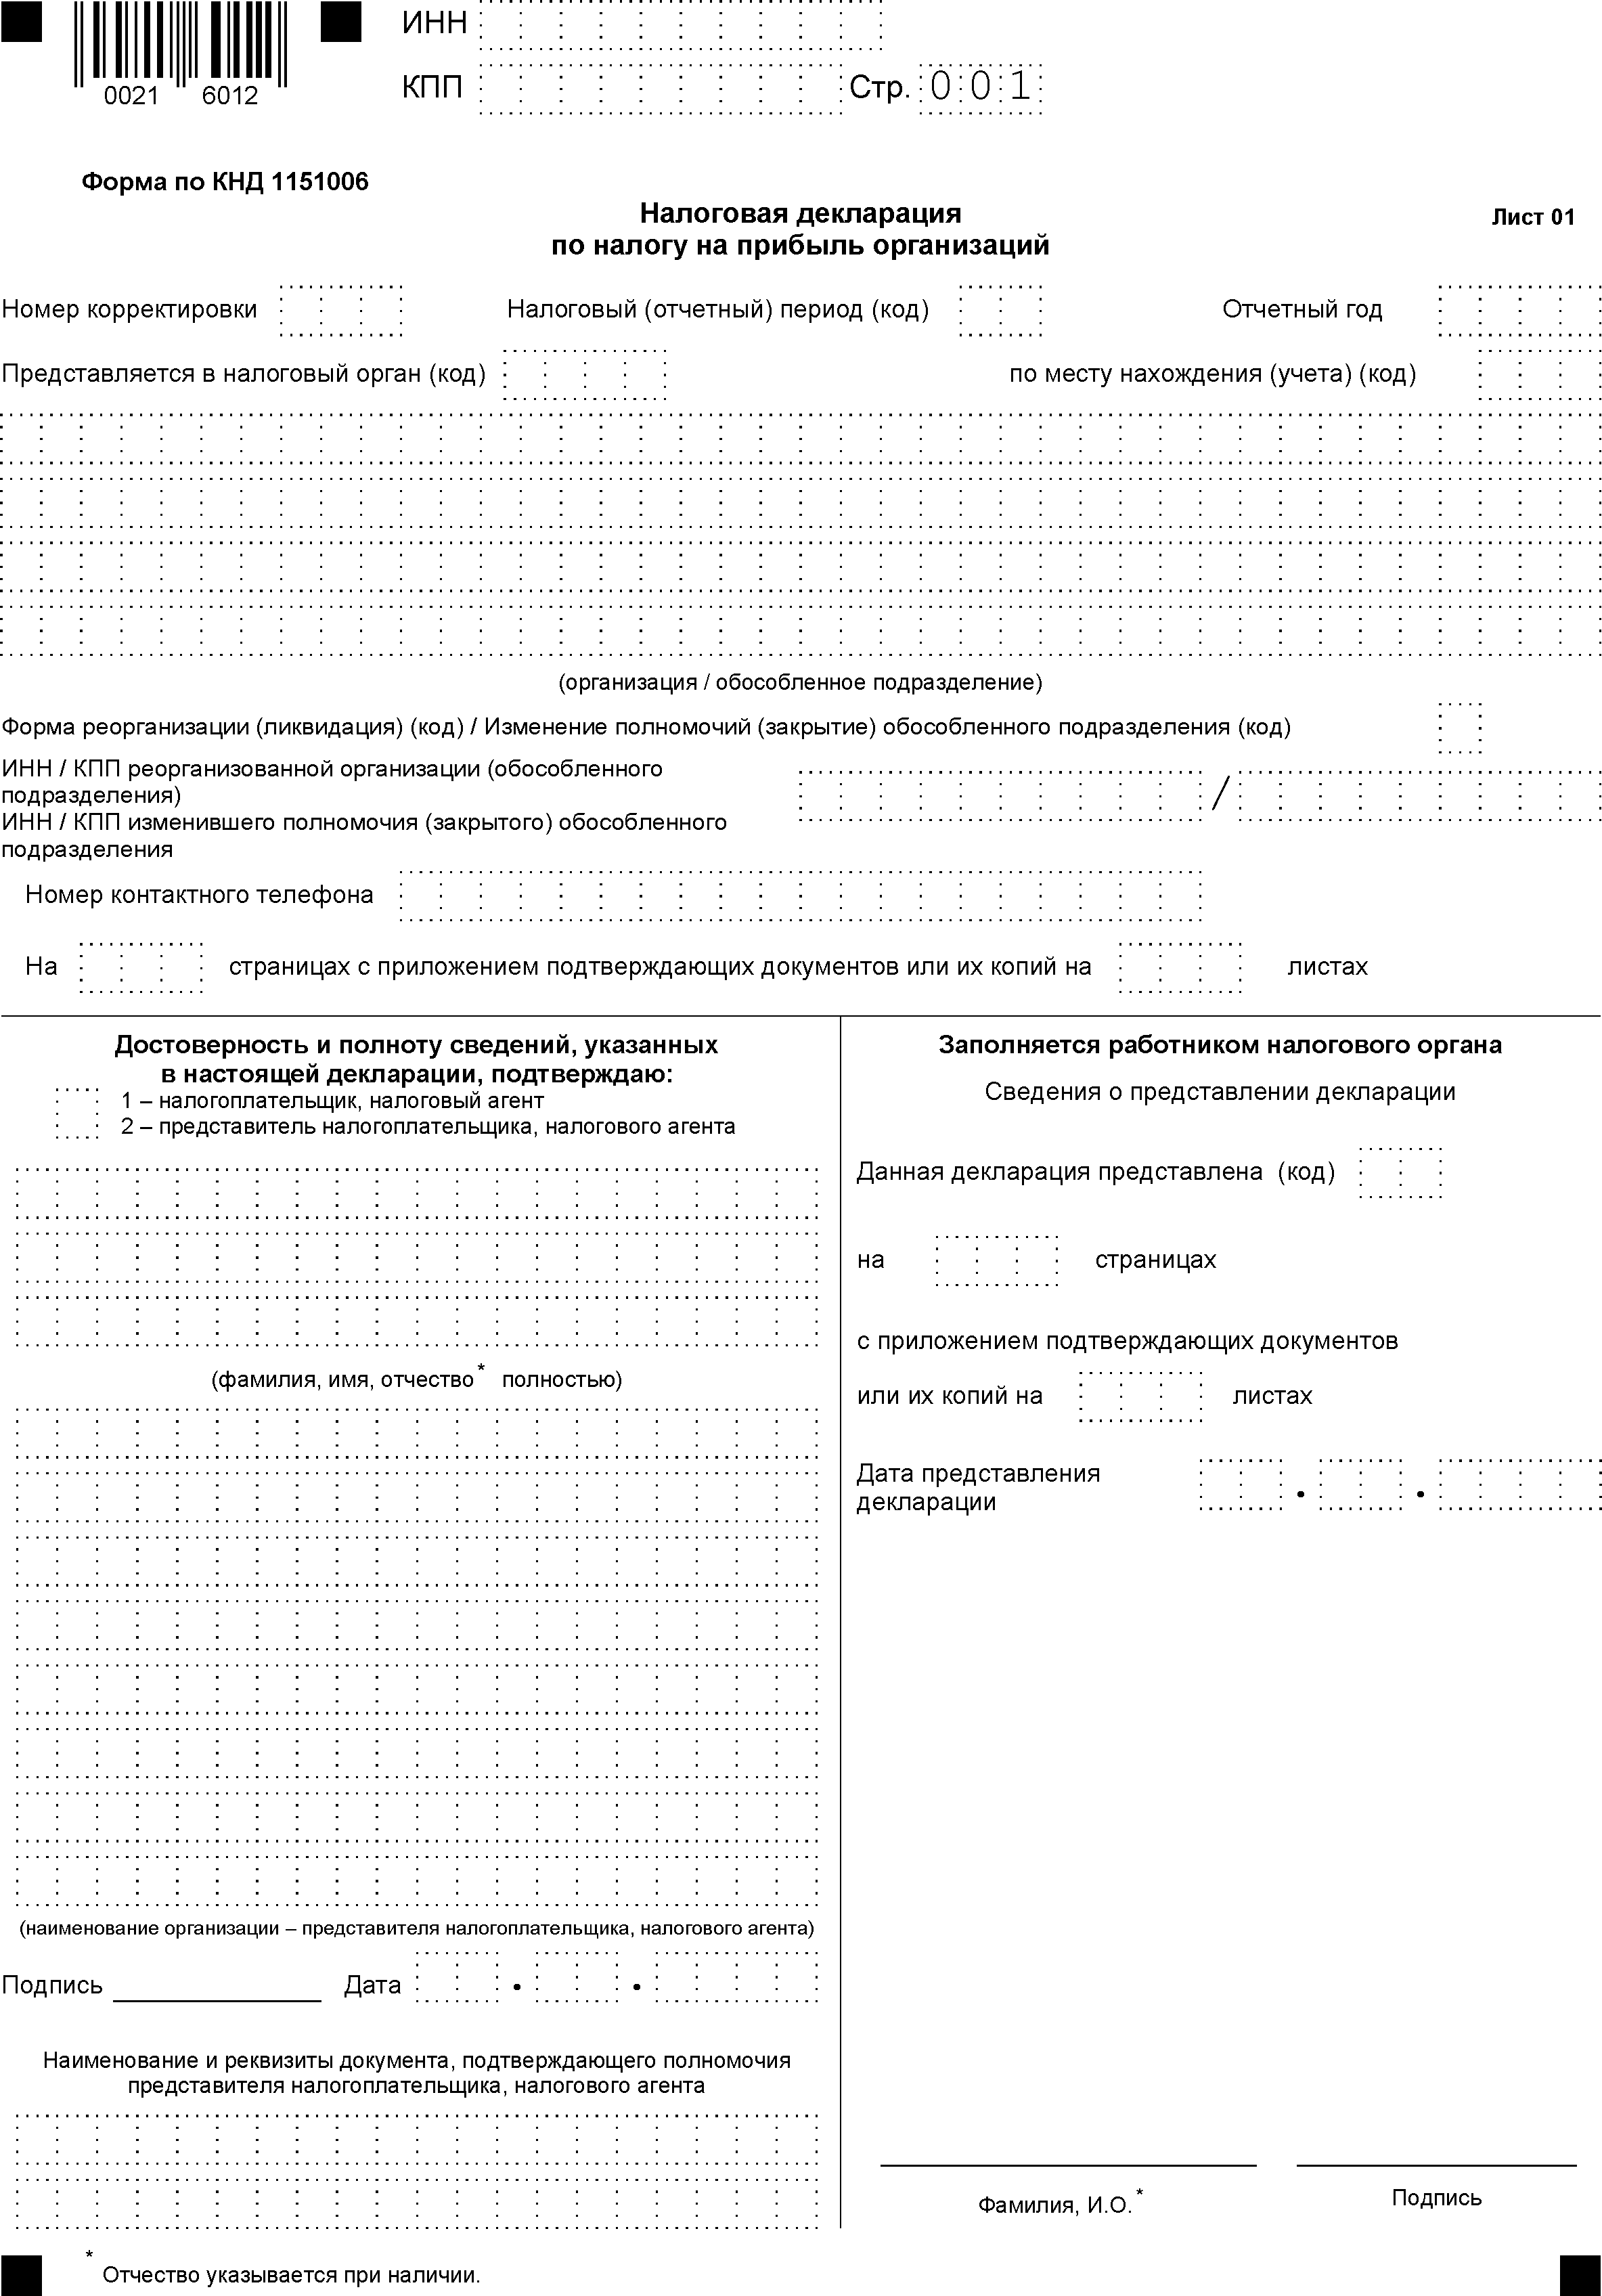 ИНН
0021 6012
КПП Стр. 001
Форма по КНД 1151006
Налоговая декларация
Лист 01
по налогу на прибыль организаций
Номер корректировки Налоговый (отчетный) период (код) Отчетный год
Представляется в налоговый орган (код) по месту нахождения (учета) (код)
(организация / обособленное подразделение)
Форма реорганизации (ликвидация) (код) / Изменение полномочий (закрытие) обособленного подразделения (код)
ИНН / КПП реорганизованной организации (обособленного
подразделения)
/
ИНН / КПП изменившего полномочия (закрытого) обособленного
подразделения
Номер контактного телефона
На страницах с приложением подтверждающих документов или их копий на листах
Достоверность и полноту сведений, указанных
в настоящей декларации, подтверждаю:
1 – налогоплательщик, налоговый агент
2 – представитель налогоплательщика, налогового агента
(фамилия, имя, отчество* полностью)
(наименование организации – представителя налогоплательщика, налогового агента)
Подпись Дата . .
Наименование и реквизиты документа, подтверждающего полномочия
представителя налогоплательщика, налогового агента
Заполняется работником налогового органа
Сведения о представлении декларации
Данная декларация представлена (код)
на страницах
с приложением подтверждающих документов
или их копий на листах
Дата представления
декларации . .
Фамилия, И.О.* Подпись
* Отчество указывается при наличии.